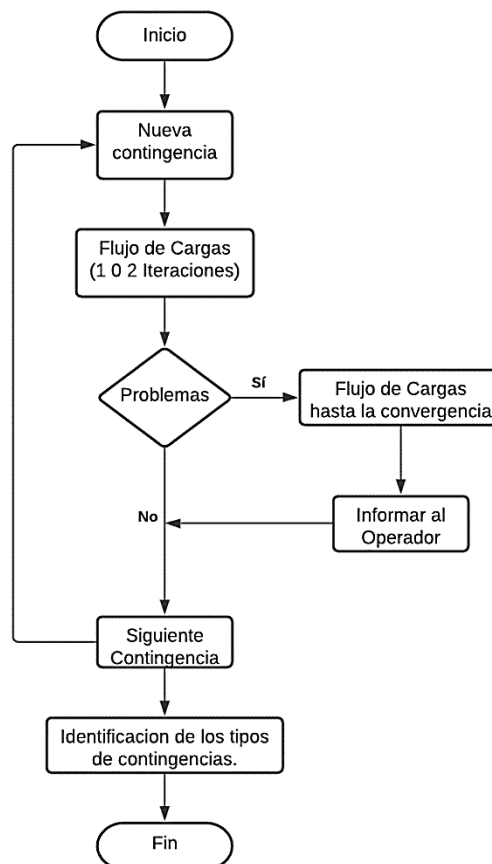 Inicio
Nueva
contingencia
Flujo de Cargas
(1 0 2 Iteraciones)
Problemas
Sí
Flujo de Cargas
hasta la convergencia
Informar al
Operador
No
Siguiente
Contingencia
Identificacion de los tipos
de contingencias.
Fin